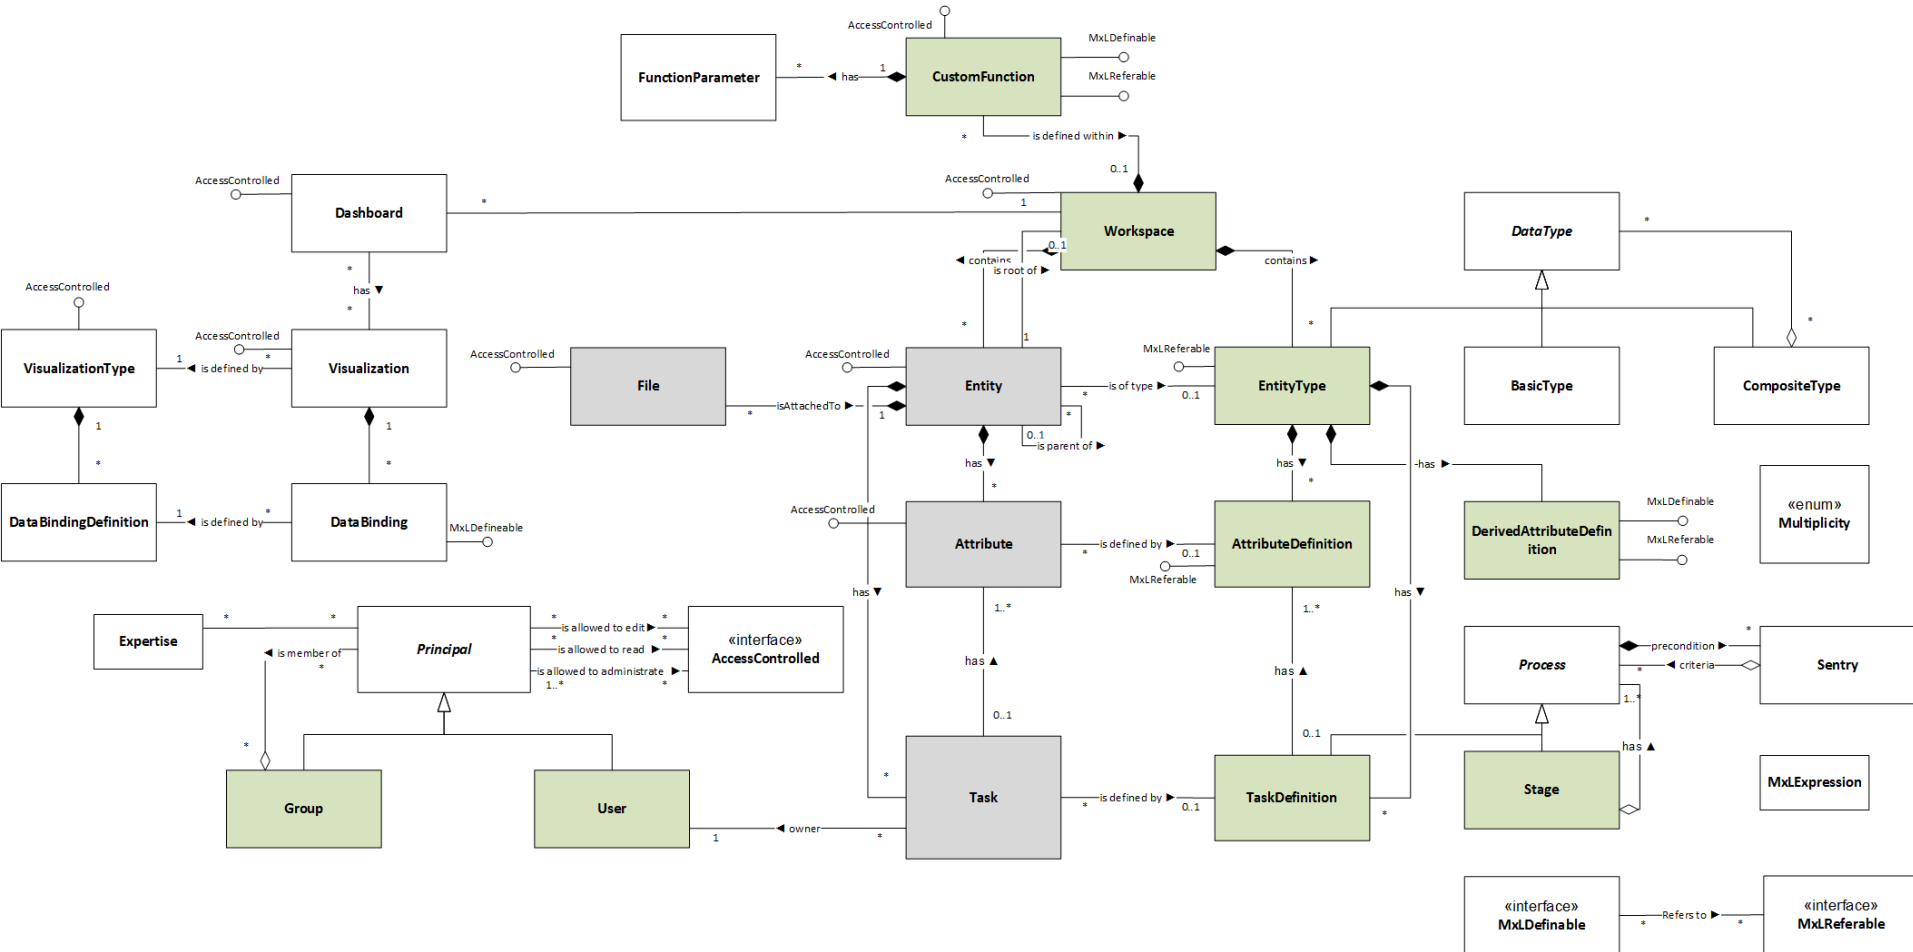 AccessControlled
MxLDefinable
FunctionParameter
*
◄ has
1
CustomFunction
MxLReferable
*
is defined within ►
0..1
AccessControlled
AccessControlled
Dashboard
*
1
Workspace
DataType
*
0..1
◄ contains
is root of ►
contains ►
*
has ▼
*
AccessControlled
AccessControlled
*
1
*
*
VisualizationType
1
◄ is defined by
*
Visualization
AccessControlled
File
AccessControlled
Entity
is of type ►
*
0..1
MxLReferable
EntityType
BasicType
CompositeType
*
isAttachedTo ►
1
*
0..1
is parent of ►
1
*
1
*
has ▼
*
has ▼
*
has ►
DataBindingDefinition
1
◄ is defined by
*
DataBinding
MxLDefineable
AccessControlled
Attribute
is defined by ►
*
0..1
AttributeDefinition
MxLReferable
DerivedAttributeDefin
ition
MxLDefinable
MxLReferable
«enum»
Multiplicity
has ▼
has ▼
Expertise
*
*
Principal
◄ is member of
*
*
is allowed to edit ►
*
*
is allowed to read ►
*
is allowed to administrate ►
1..*
*
«interface»
AccessControlled
1..*
has ▲
0..1
1..*
has ▲
0..1
Process
precondition ►
*
◄ criteria
*
Sentry
1..*
has ▲
*
Group
User
1
◄ owner
*
*
Task
is defined by ►
*
0..1
TaskDefinition
*
Stage
MxLExpression
«interface»
MxLDefinable
Refers to ►
*
*
«interface»
MxLReferable